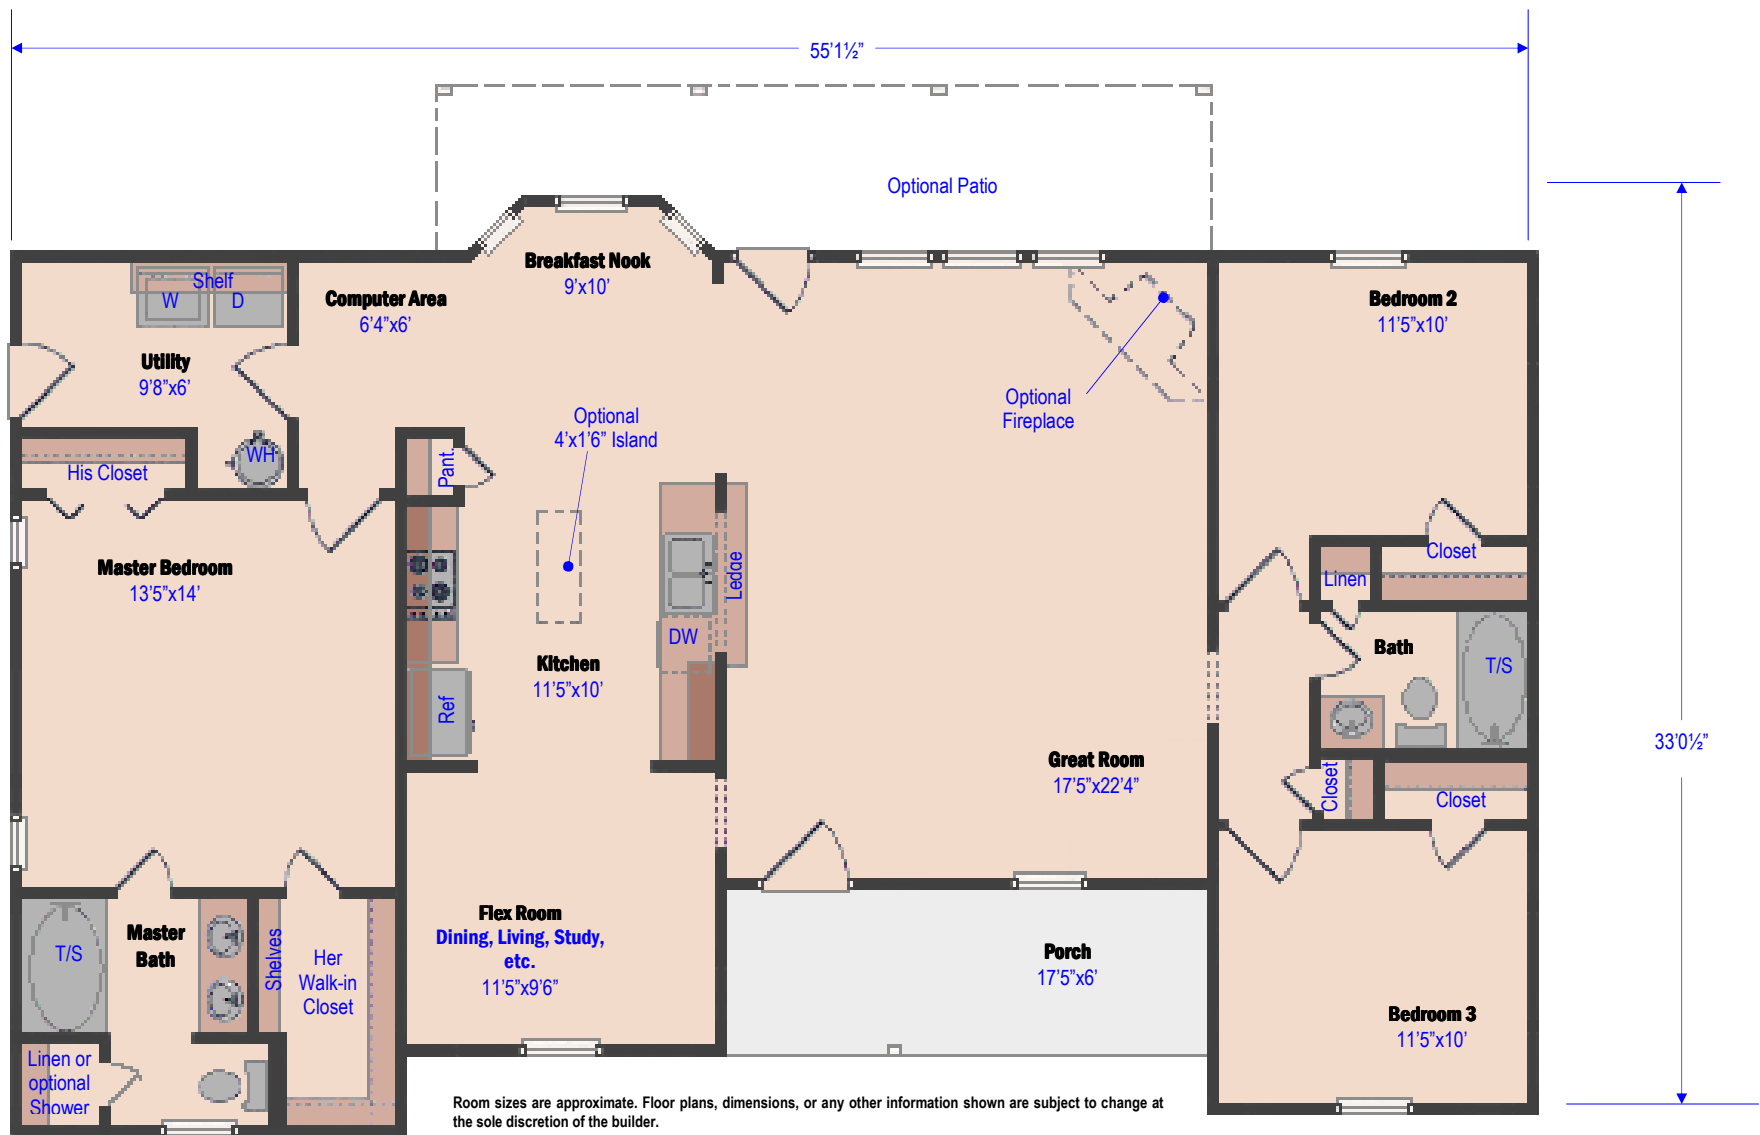 55'1½"
Optional Patio
Breakfast Nook
9'x10'
Shelf
W
D
Computer Area
6'4"x6'
Bedroom 2
11'5"x10'
Utility
9'8"x6'
Optional
Fireplace
Optional
4'x1'6" Island
WH
Pant.
His Closet
Closet
Linen
Master Bedroom
13'5"x14'
Ledge
DW
Bath
T/S
Kitchen
11'5"x10'
Ref
33'0½"
Great Room
17'5"x22'4"
Closet
Closet
Flex Room
Dining, Living, Study,
etc.
11'5"x9'6"
Master
Bath
T/S
Shelves
Her
Walk-in
Closet
Porch
17'5"x6'
Bedroom 3
11'5"x10'
Linen or
optional
Shower
Room sizes are approximate. Floor plans, dimensions, or any other information shown are subject to change at
the sole discretion of the builder.